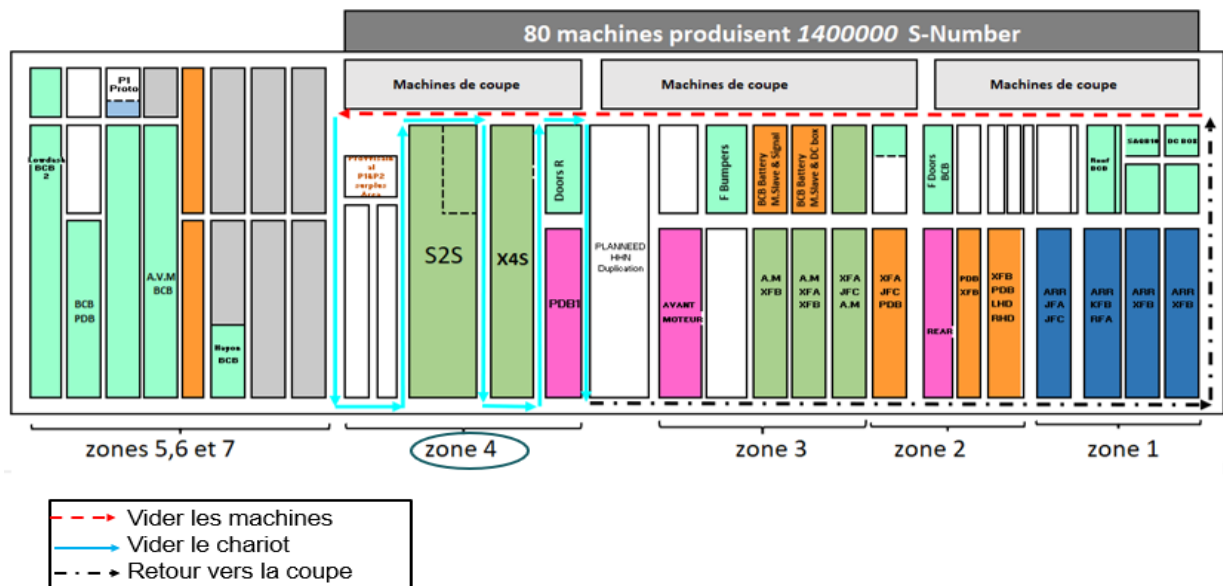 80 machines produisent 1400000 S-Number
Machines de coupe
Machines de coupe
Machines de coupe
P1
Proto
Lowdash
BCB
2
BCB
PDB
A.V.M
BCB
BCB
P1&P2
surplus
Area
S2S
X4S
Doors R
PDB1
PLANNEED
HHN
Duplication
F Bumpers
BCB Battery
M.Slave & Signal
BCB Battery
M.Slave & DC box
F Doors
BCB
Roof
BCB
DC BOX
AVANT
MOTEUR
A.M
XFB
A.M
XFA
XFB
XFA
JFC
A.M
XFA
JFC
PDB
REAR
PDB
XFB
XFB
PDB
LHD
RHD
ARR
JFA
JFC
ARR
KFB
RFA
ARR
XFB
ARR
XFB
zones 5,6 et 7
zone 4
zone 3
zone 2
zone 1
Vider les machines
Vider le chariot
Retour vers la coupe